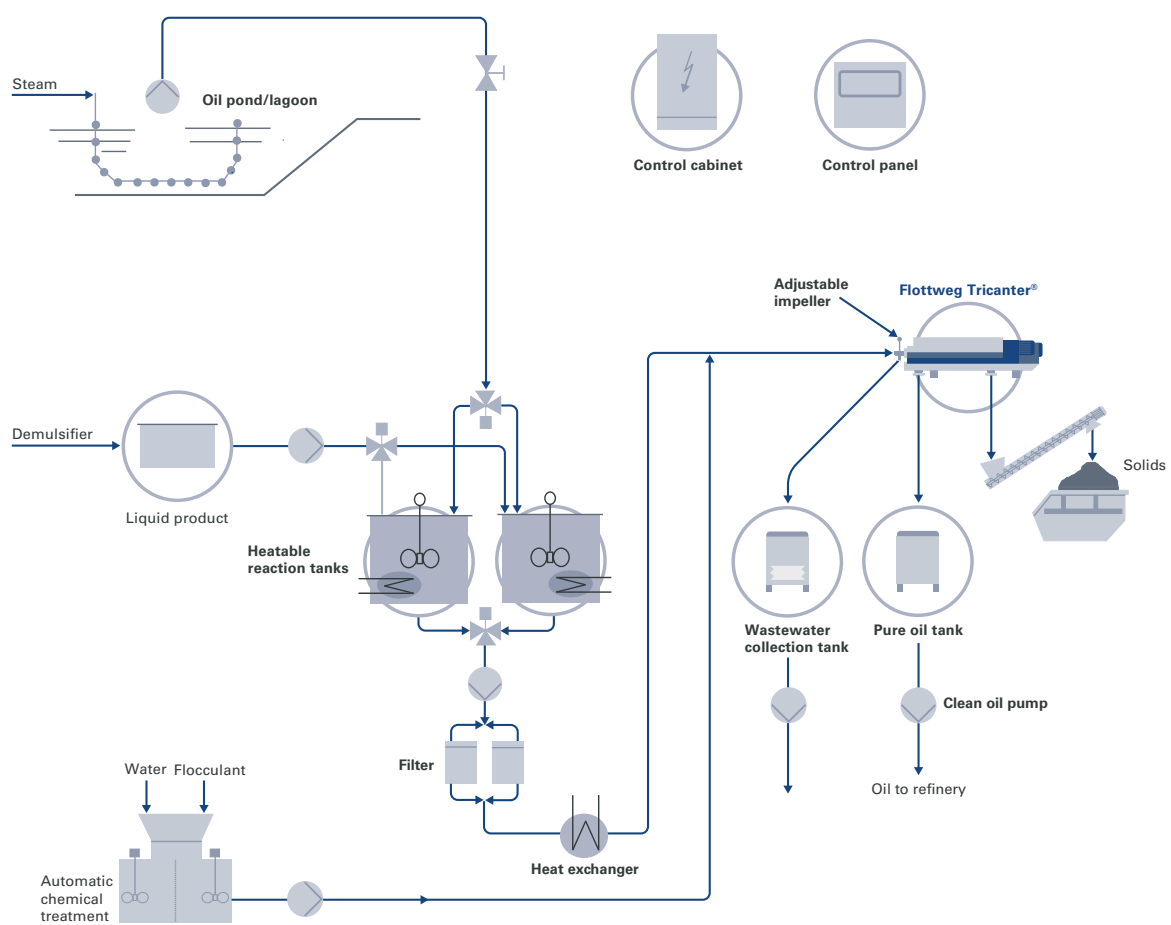 Steam
Oil pond/lagoon
Control cabinet
Control panel
Adjustable
impeller
Flottweg Tricanter®
Demulsifier
Liquid product
Solids
Heatable
reaction tanks
Wastewater
collection tank
Pure oil tank
Clean oil pump
Filter
Water
Flocculant
Oil to refinery
Heat exchanger
Automatic
chemical
treatment